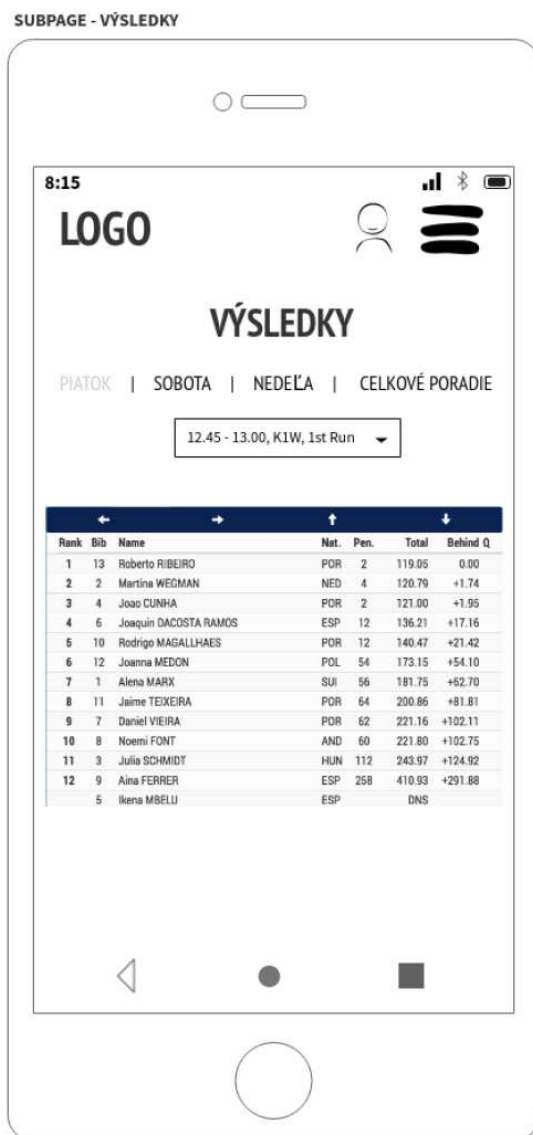 SUBPAGE - VÝSLEDKY
8:15
LOGO
VÝSLEDKY
PIATOK | SOBOTA | NEDEĽA | CELKOVÉ PORADIE
12.45 - 13.00, K1W, 1st Run
Rank Bib Name Nat. Pen. Total Behind Q
1 13 Roberto RIBEIRO POR 2 119.05 0.00
2 2 Martina WEGMAN NED 4 120.79 +1.74
3 4 Joao CUNHA POR 2 121.00 +1.95
4 6 Joaquin DACOSTA RAMOS ESP 12 136.21 +17.16
5 10 Rodrigo MAGALLHAES POR 12 140.47 +21.42
6 12 Joanna MEDON POL 54 173.15 +54.10
7 1 Alena MARX SUI 56 181.75 +62.70
8 11 Jaime TEIXEIRA POR 64 200.86 +81.81
9 7 Daniel VIEIRA POR 62 221.16 +102.11
10 8 Noemi FONT AND 60 221.80 +102.75
11 3 Julia SCHMIDT HUN 112 243.97 +124.92
12 9 Aina FERRER ESP 258 410.93 +291.88
5 Ikena MBELU ESP DNS